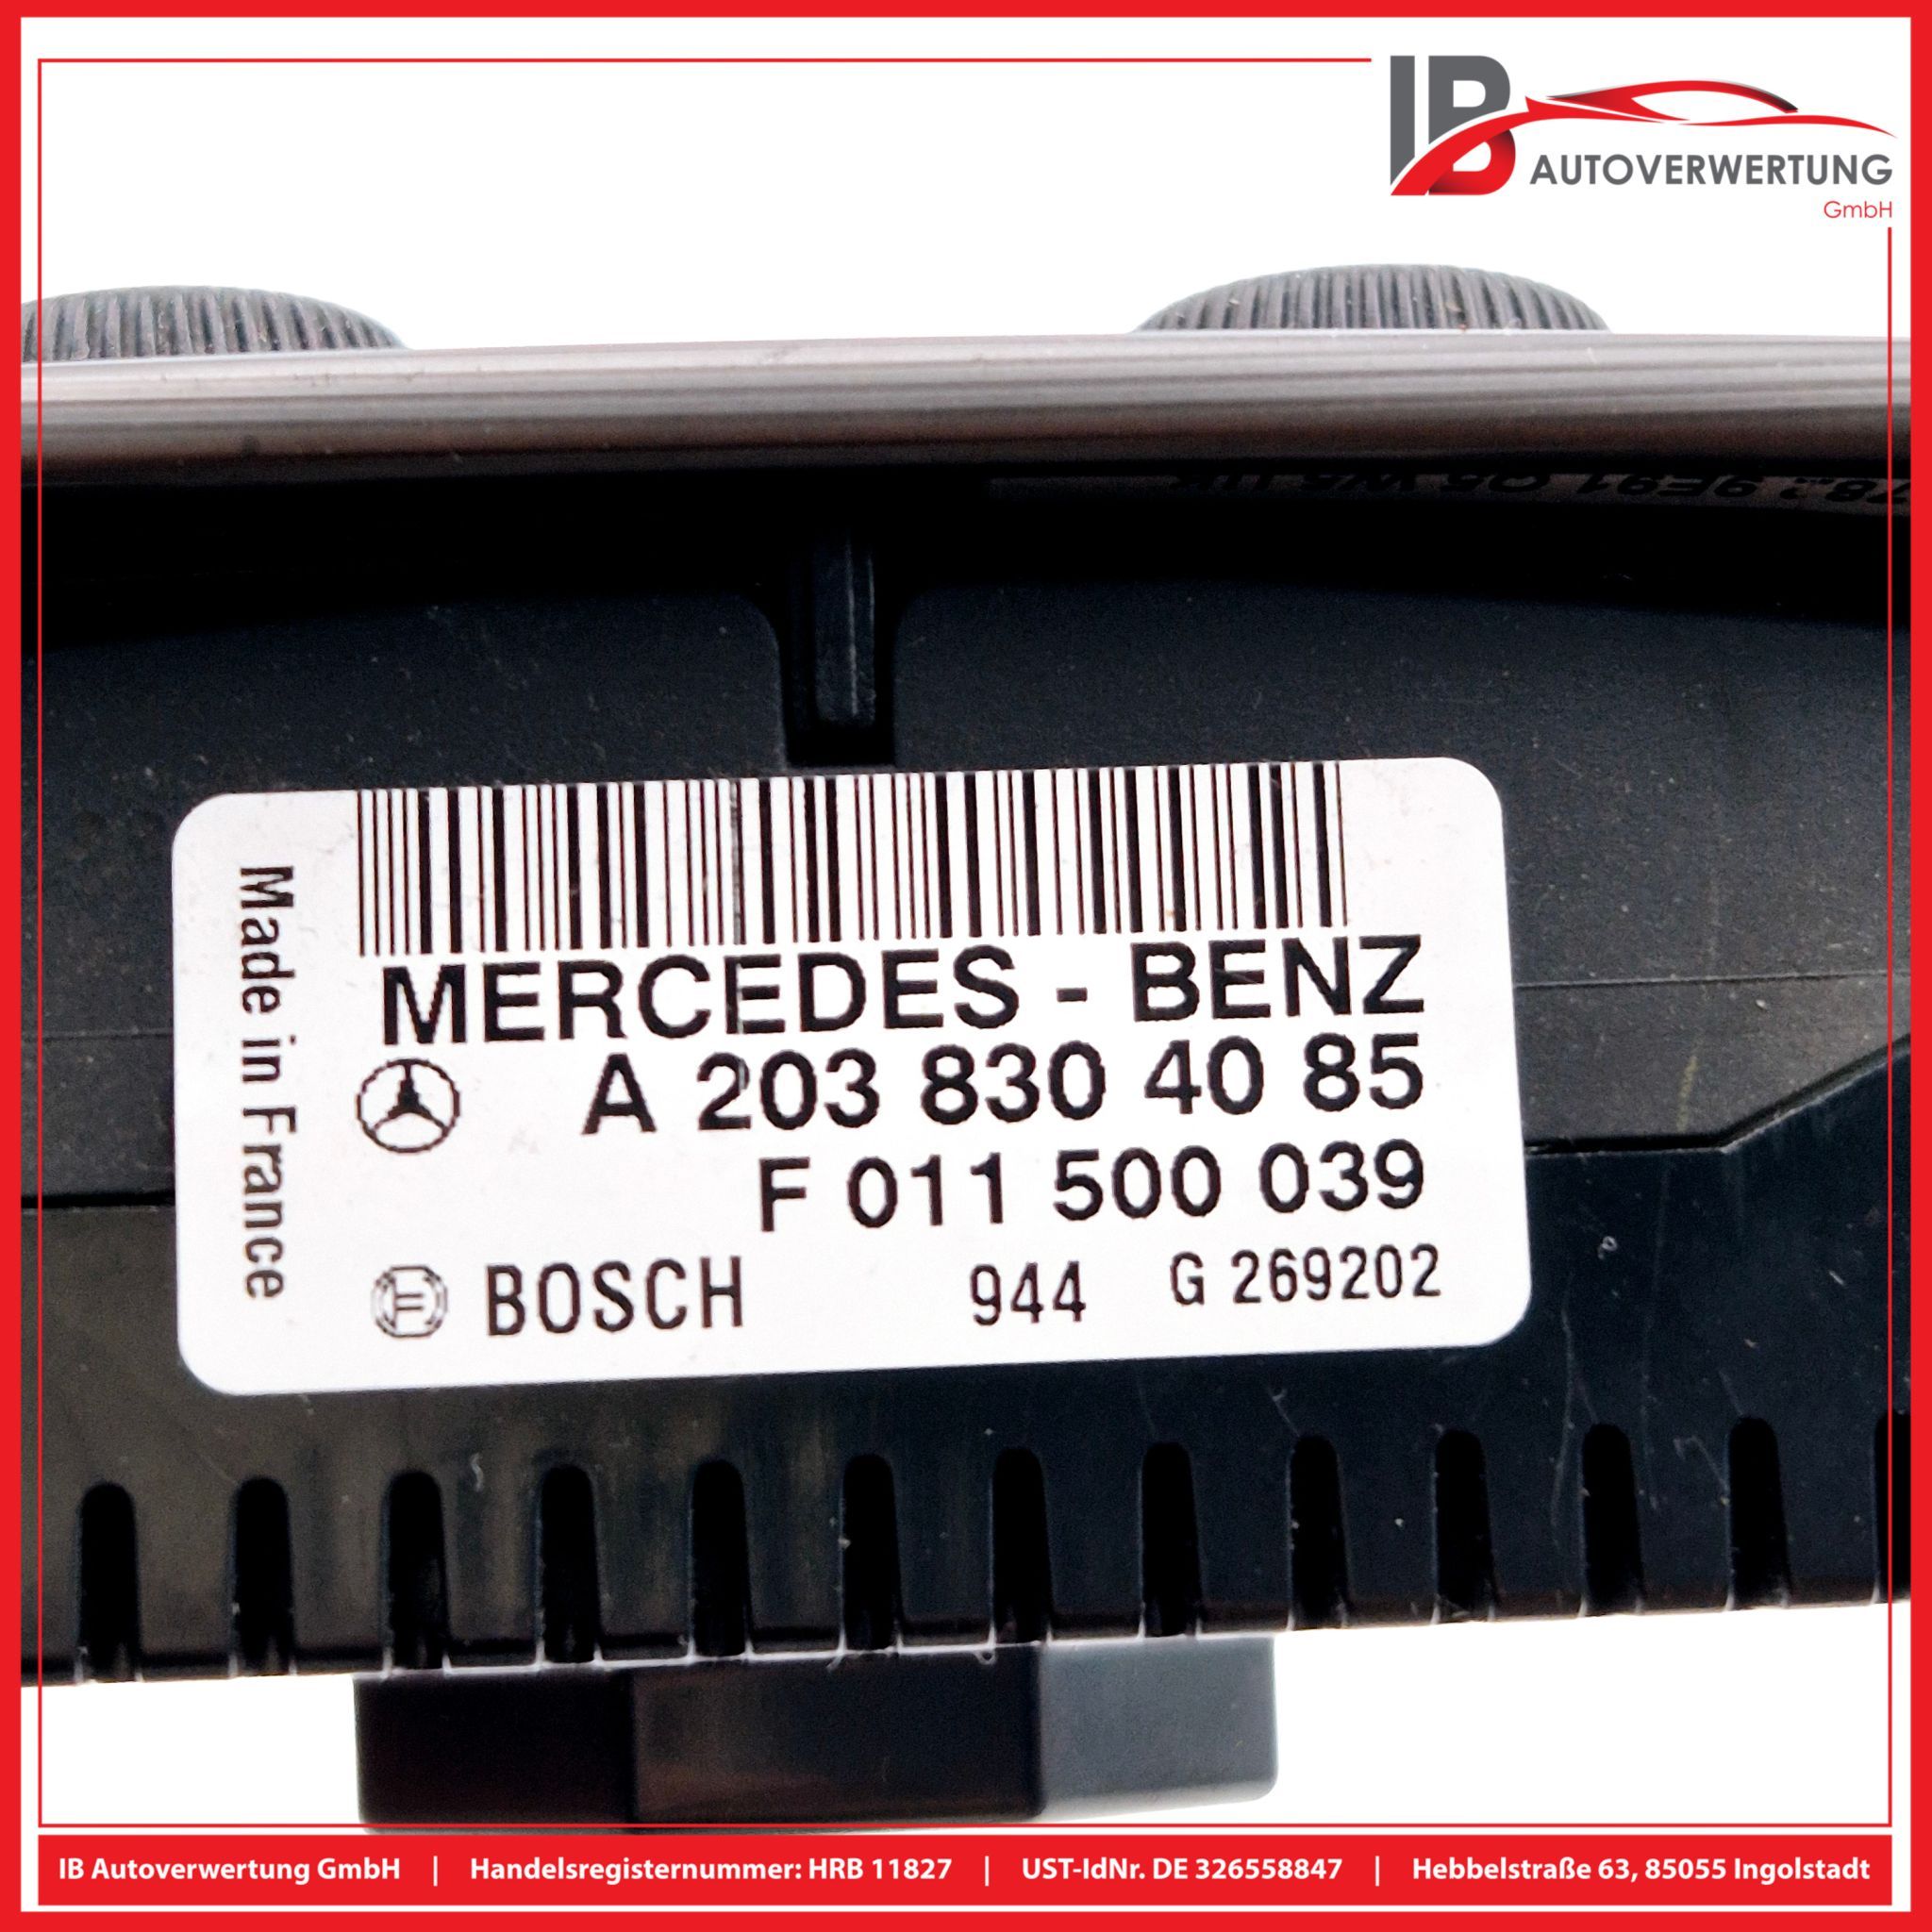 IB
AUTOVERWERTUNG
GmbH
Made in France
MERCEDES - BENZ
A 203 830 40 85
F 011 500 039
BOSCH 944 G 269202
IB Autoverwertung GmbH | Handelsregisternummer: HRB 11827 | UST-IdNr. DE 326558847 | Hebbelstraße 63, 85055 Ingolstadt